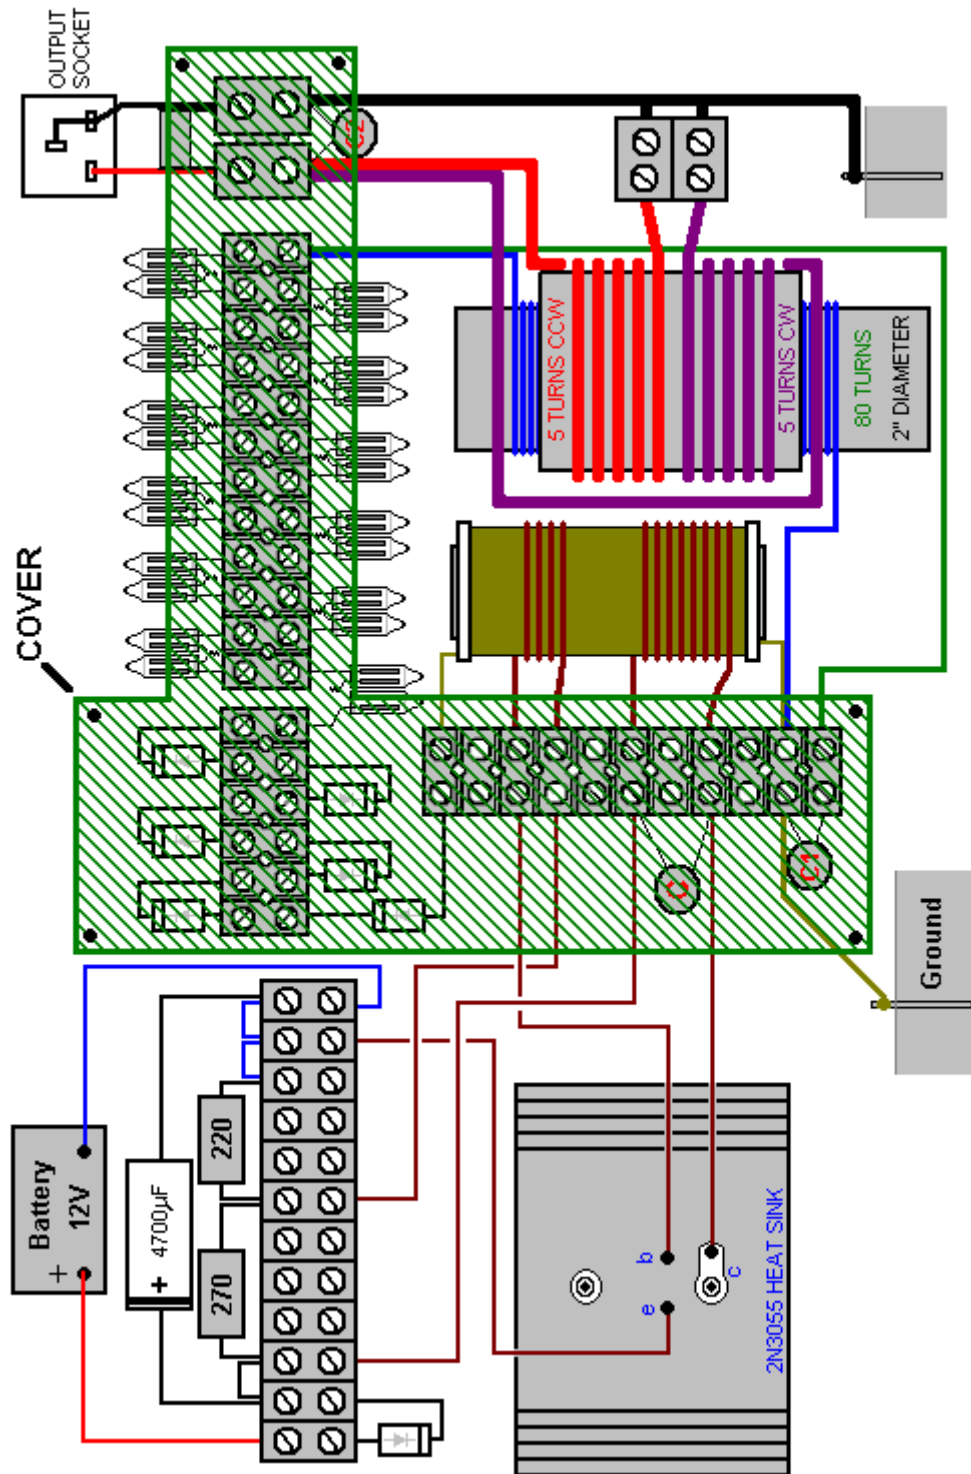 OUTPUT
SOCKET
C2
5 TURNS CCW
5 TURNS CW
80 TURNS
2" DIAMETER
COVER
C
C1
Ground
Battery
+ 12V
+ 4700µF
220
270
b
e
c
2N3055 HEAT SINK